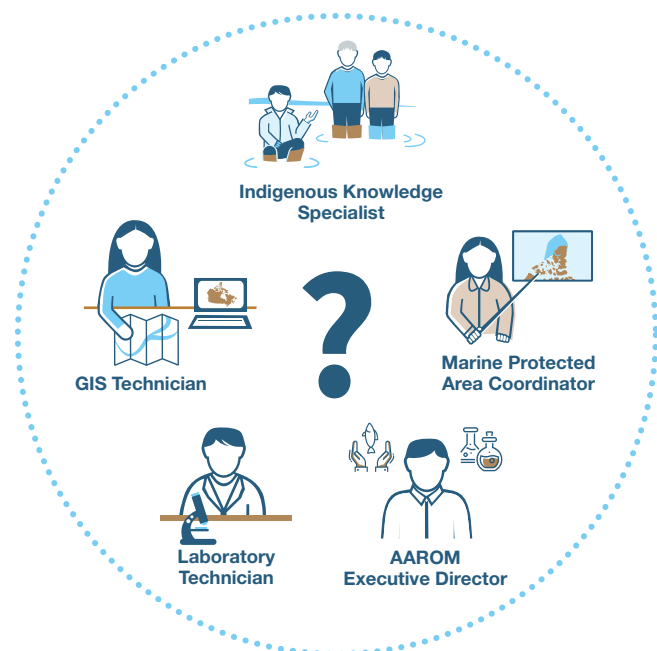 Indigenous Knowledge
Specialist
?
GIS Technician
Marine Protected
Area Coordinator
Laboratory
Technician
AAROM
Executive Director